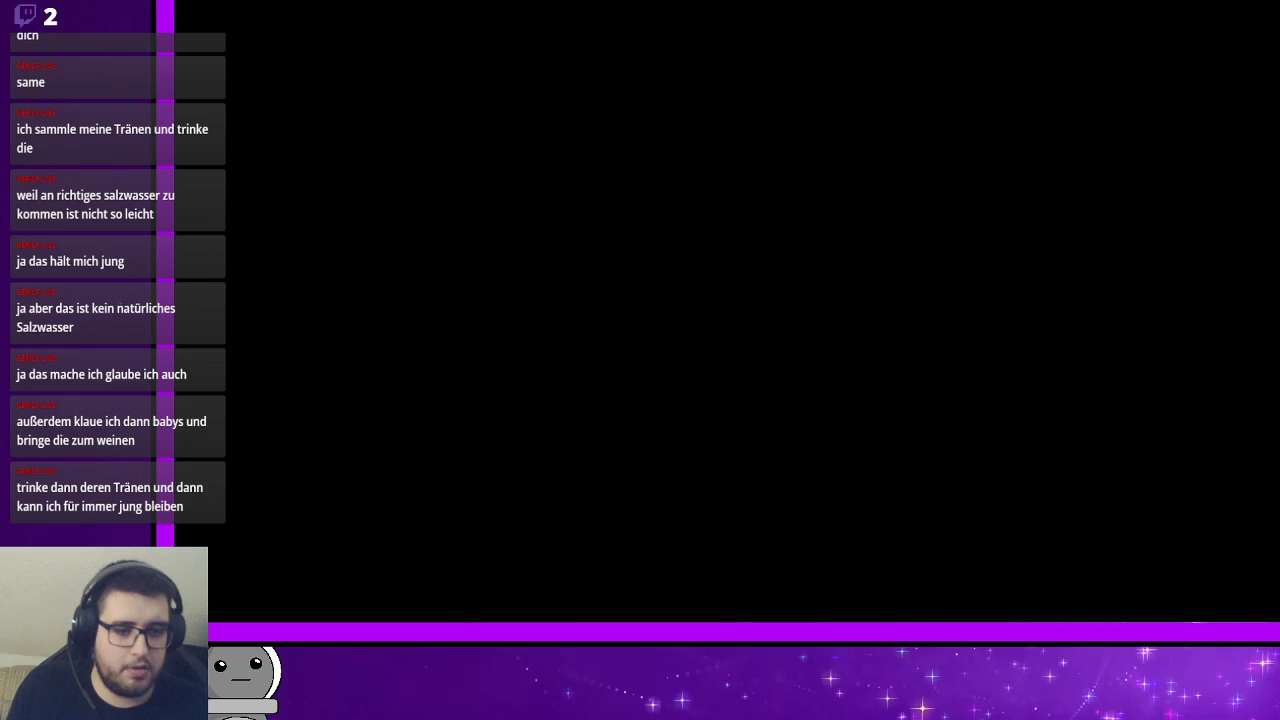 2
dich
same
ich sammle meine Tränen und trinke
die
weil an richtiges salzwasser zu
kommen ist nicht so leicht
ja das hält mich jung
ja aber das ist kein natürliches
Salzwasser
ja das mache ich glaube ich auch
außerdem klaue ich dann babys und
bringe die zum weinen
trinke dann deren Tränen und dann
kann ich für immer jung bleiben